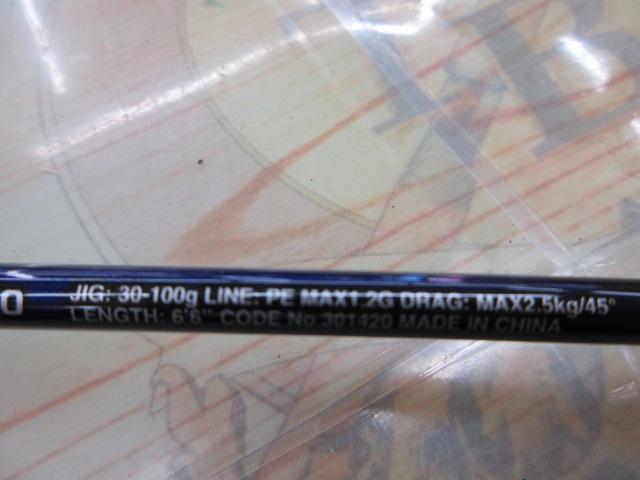 0 JIG: 30-100g LINE: PE MAX1.2G DRAG: MAX2.5kg/45°
LENGTH: 6'6" CODE No.301420 MADE IN CHINA